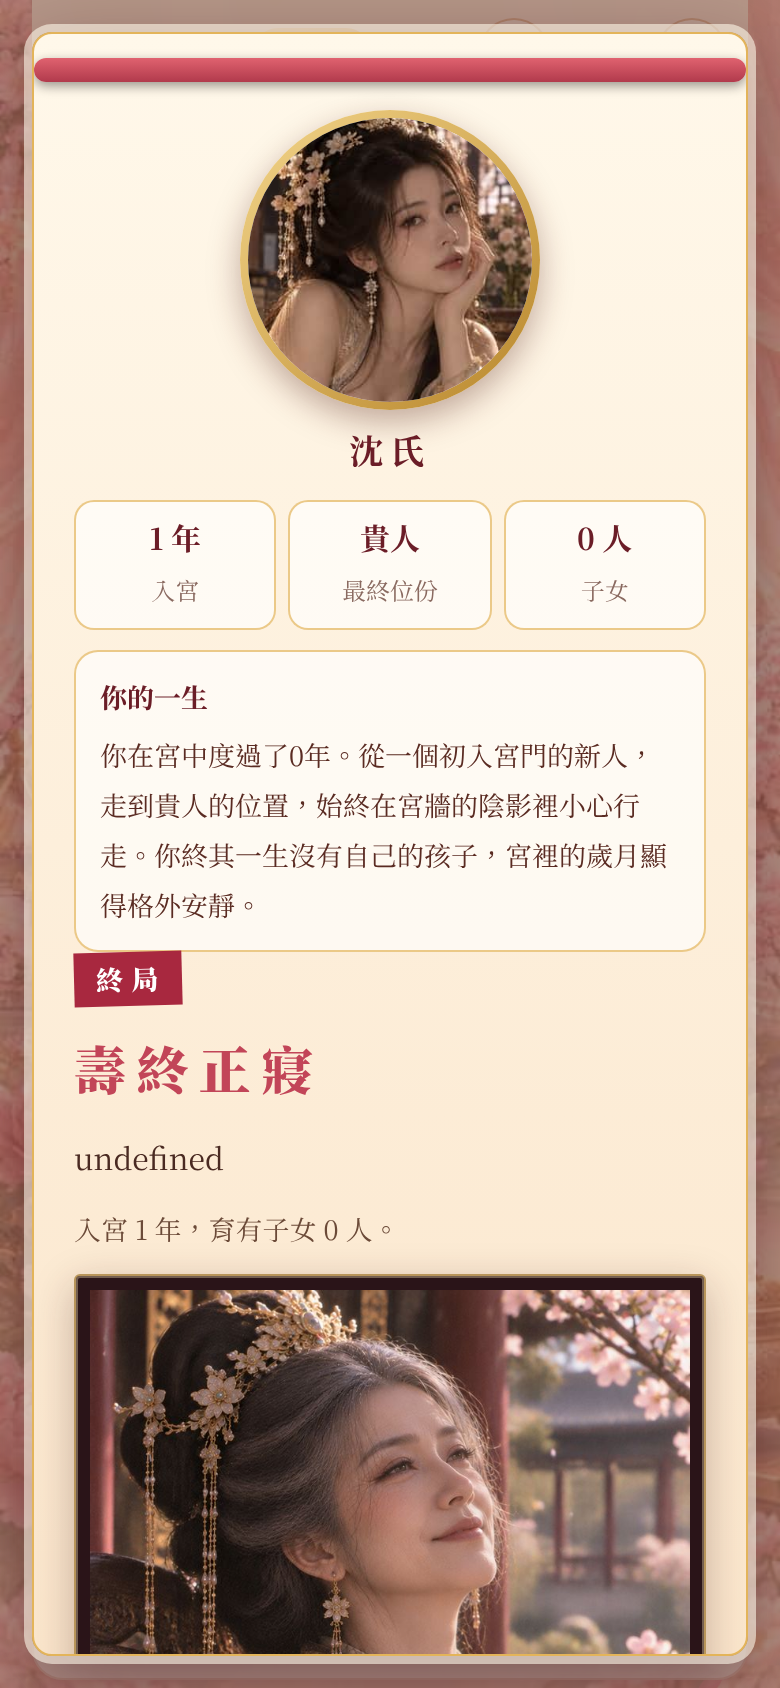 沈氏
1 年
入宮
貴人
最終位份
0 人
子女
你的一生
你在宮中度過了0年。從一個初入宮門的新人，
走到貴人的位置，始終在宮牆的陰影裡小心行
走。你終其一生沒有自己的孩子，宮裡的歲月顯
得格外安靜。
終局
壽終正寢
undefined
入宮 1 年，育有子女 0 人。